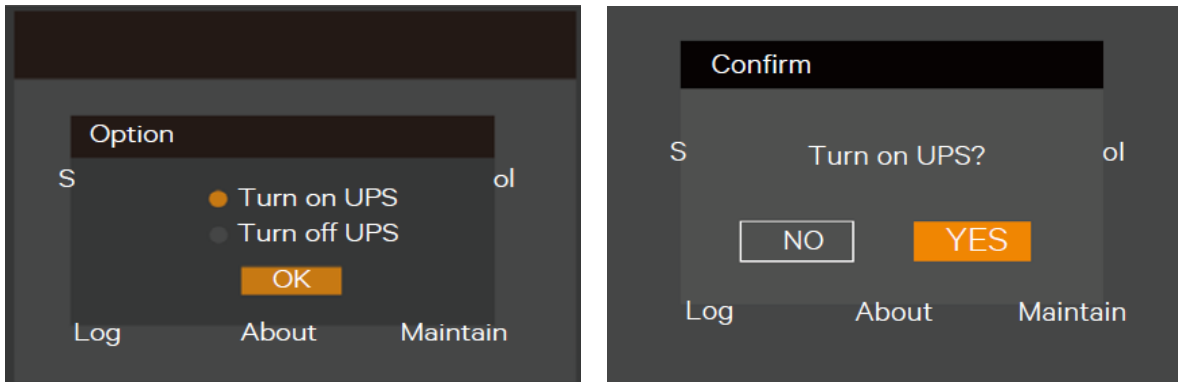 Option
S
ol
Turn on UPS
Turn off UPS
OK
Log About Maintain
Confirm
S
Turn on UPS?
ol
NO YES
Log About Maintain